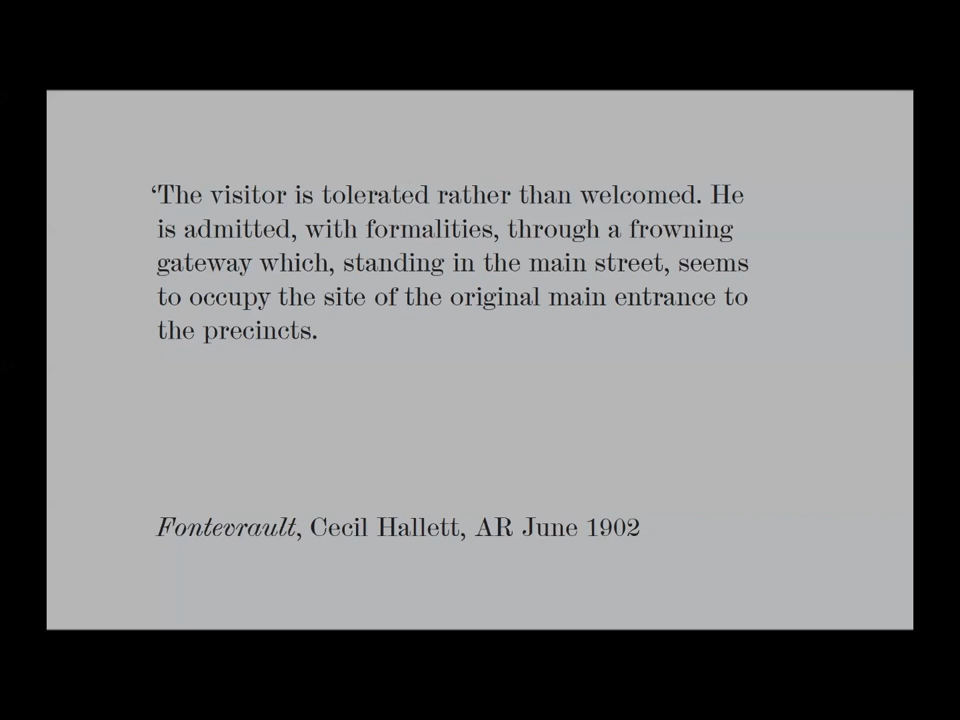 ‘The visitor is tolerated rather than welcomed. He
is admitted, with formalities, through a frowning
gateway which, standing in the main street, seems
to occupy the site of the original main entrance to
the precincts.
Fontevrault, Cecil Hallett, AR June 1902